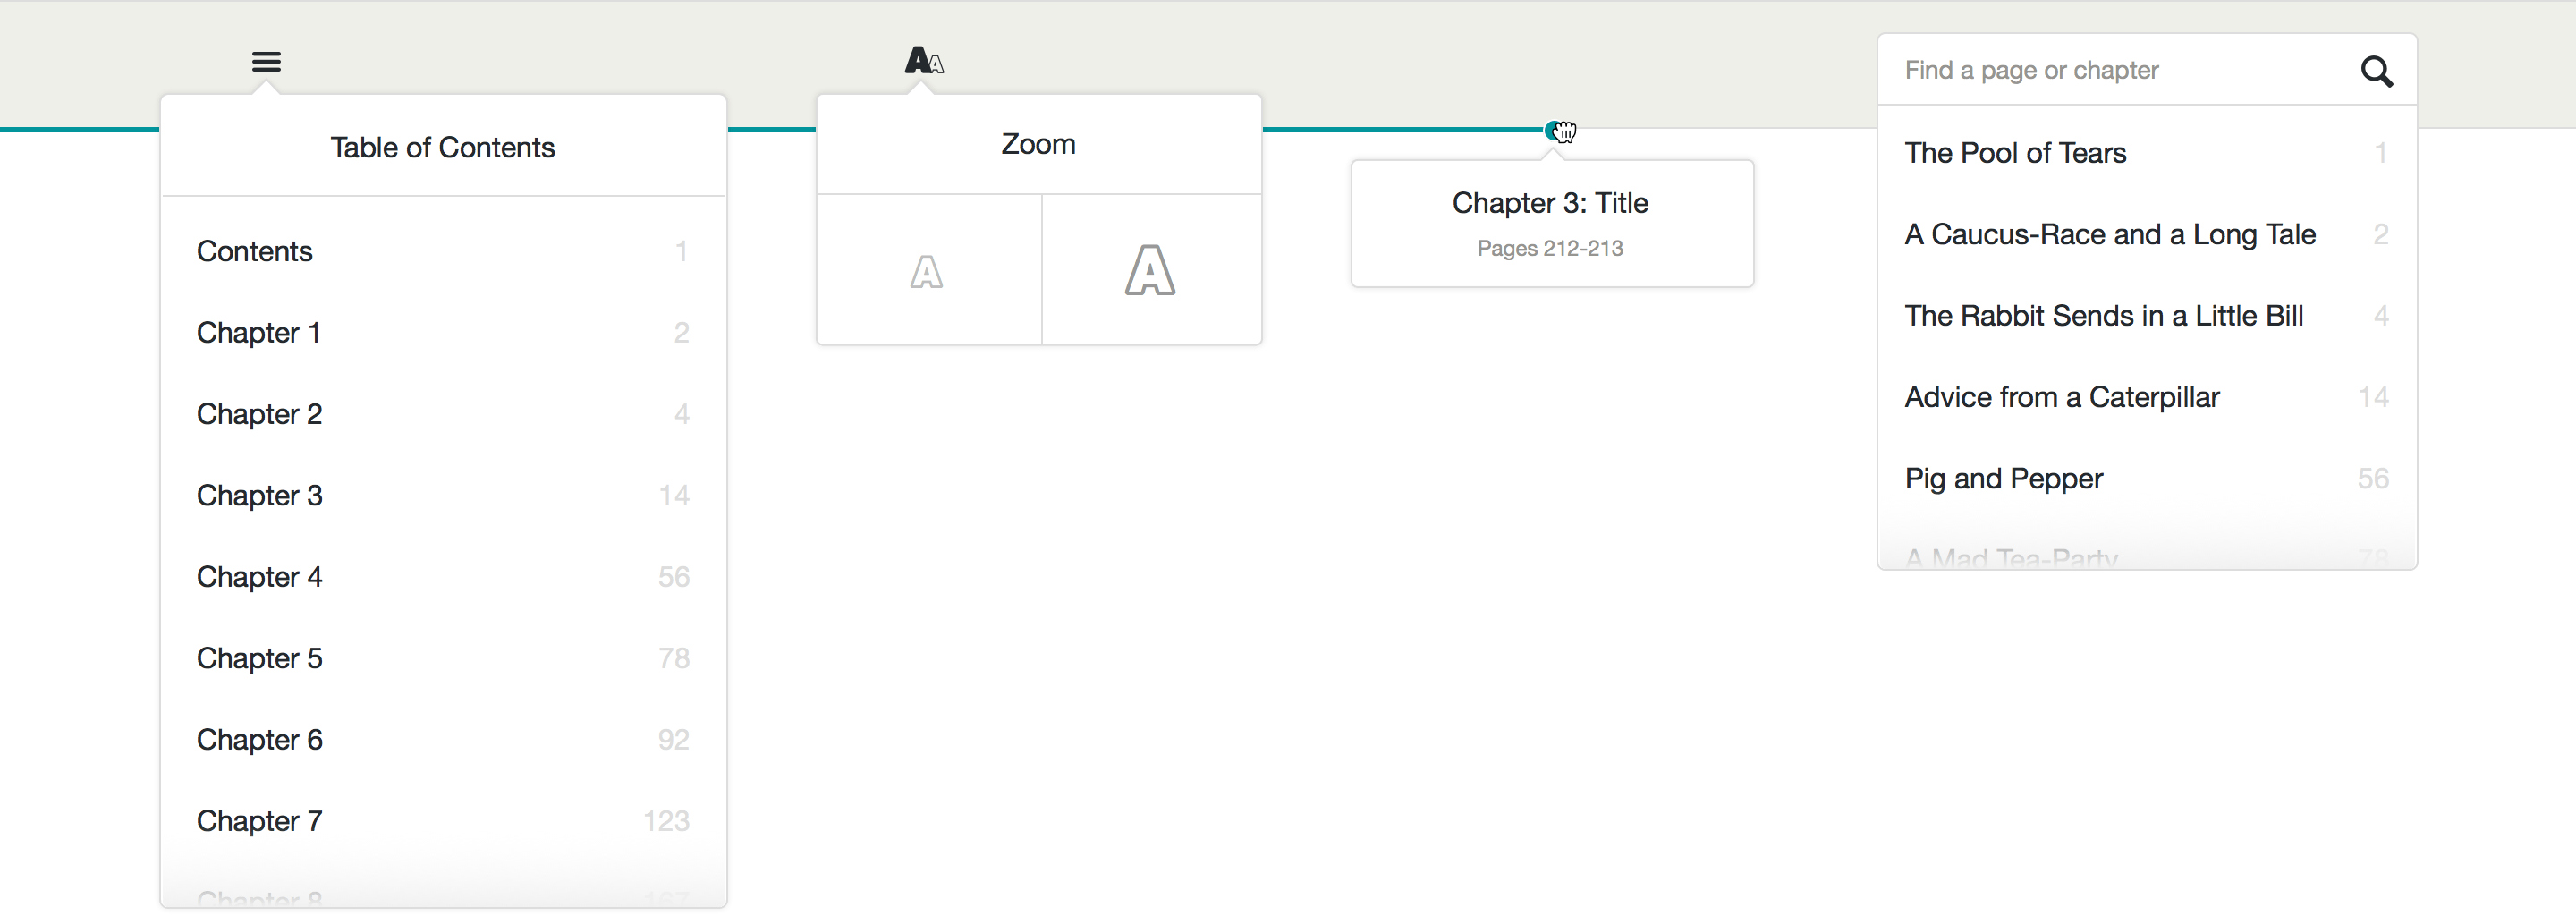 Table of Contents
Contents 1
Chapter 1 2
Chapter 2 4
Chapter 3 14
Chapter 4 56
Chapter 5 78
Chapter 6 92
Chapter 7 123
Chapter 8 167
AA
Zoom
A A
Chapter 3: Title
Pages 212-213
Find a page or chapter
The Pool of Tears 1
A Caucus-Race and a Long Tale 2
The Rabbit Sends in a Little Bill 4
Advice from a Caterpillar 14
Pig and Pepper 56
A Mad Tea-Party 78